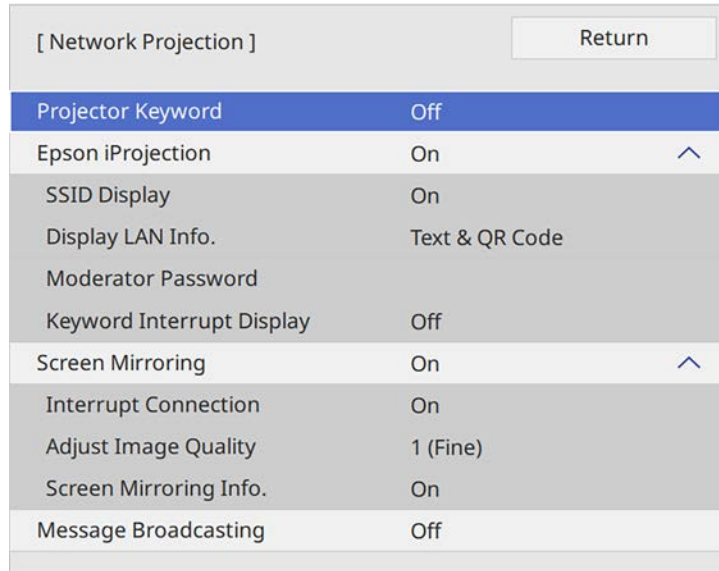 [ Network Projection ] Return
Projector Keyword Off
Epson iProjection On
SSID Display On
Display LAN Info. Text & QR Code
Moderator Password
Keyword Interrupt Display Off
Screen Mirroring On
Interrupt Connection On
Adjust Image Quality 1 (Fine)
Screen Mirroring Info. On
Message Broadcasting Off